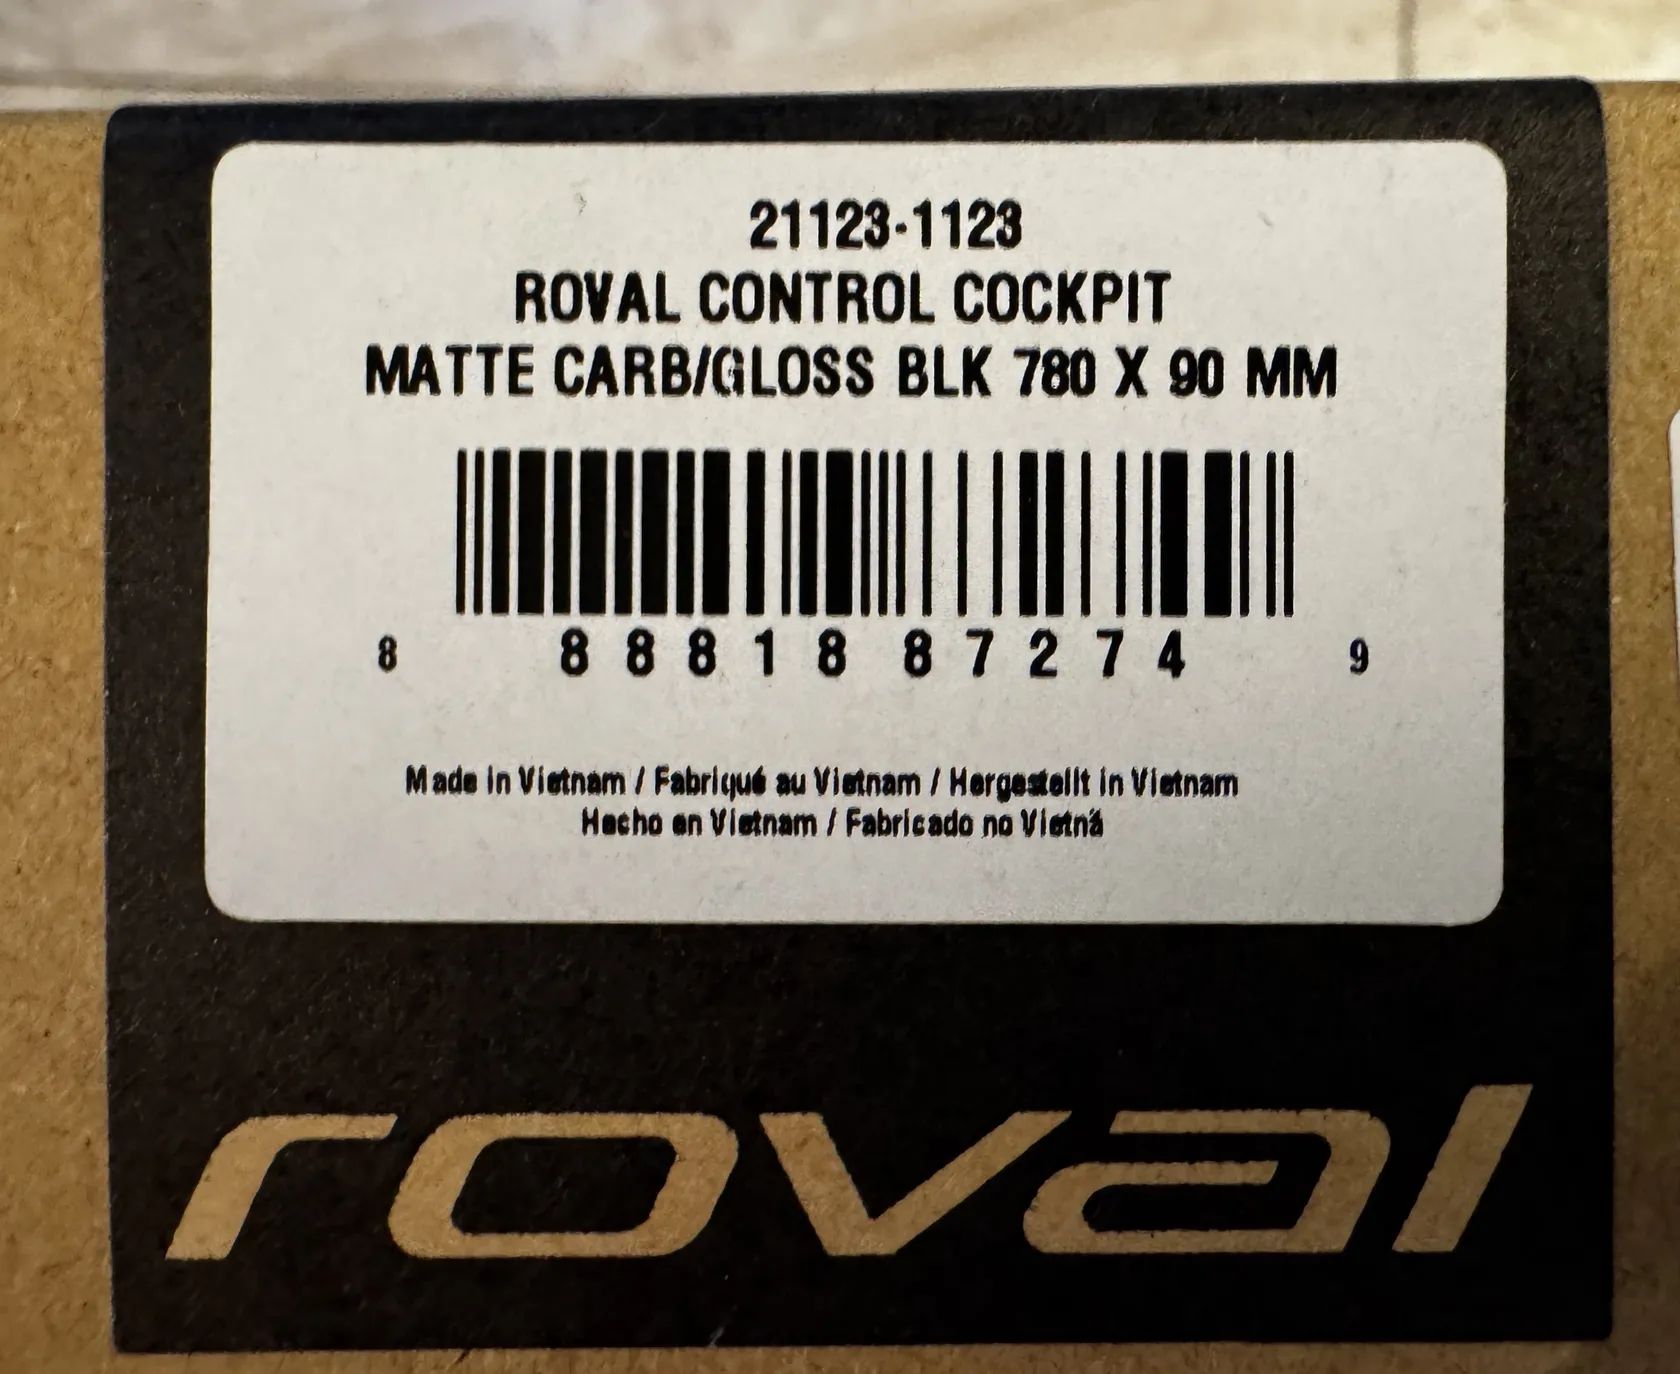 21123-1123
ROVAL CONTROL COCKPIT
MATTE CARB/GLOSS BLK 780 X 90 MM
8 88818 87274 9
Made in Vietnam / Fabriqué au Vietnam / Hergestellt in Vietnam
Hecho en Vietnam / Fabricado no Vietnã
roval